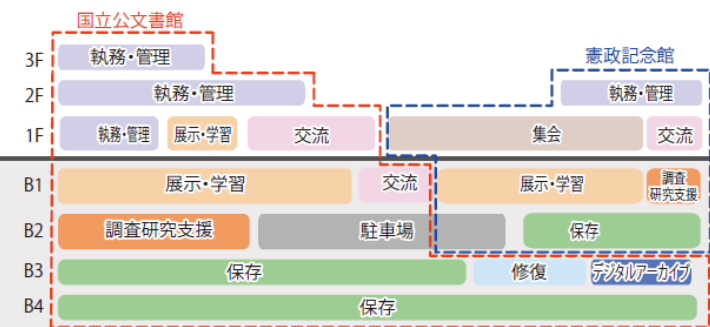 国立公文書館
憲政記念館
3F 執務・管理
2F 執務・管理 執務・管理
1F 執務・管理 展示・学習 交流 集会 交流
B1 展示・学習 交流 展示・学習 調査
研究支援
B2 調査研究支援 駐車場 保存
B3 保存 修復 デジタルアーカイブ
B4 保存